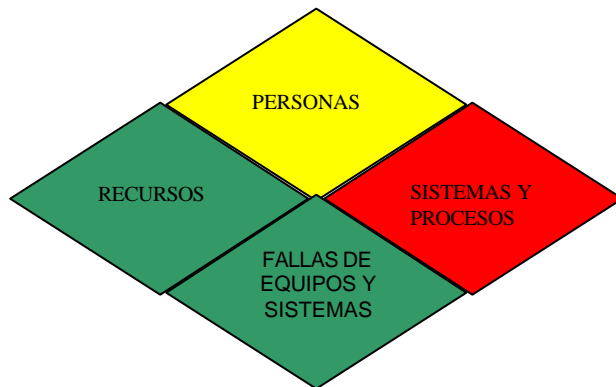 PERSONAS
RECURSOS
SISTEMAS Y
PROCESOS
FALLAS DE
EQUIPOS Y
SISTEMAS